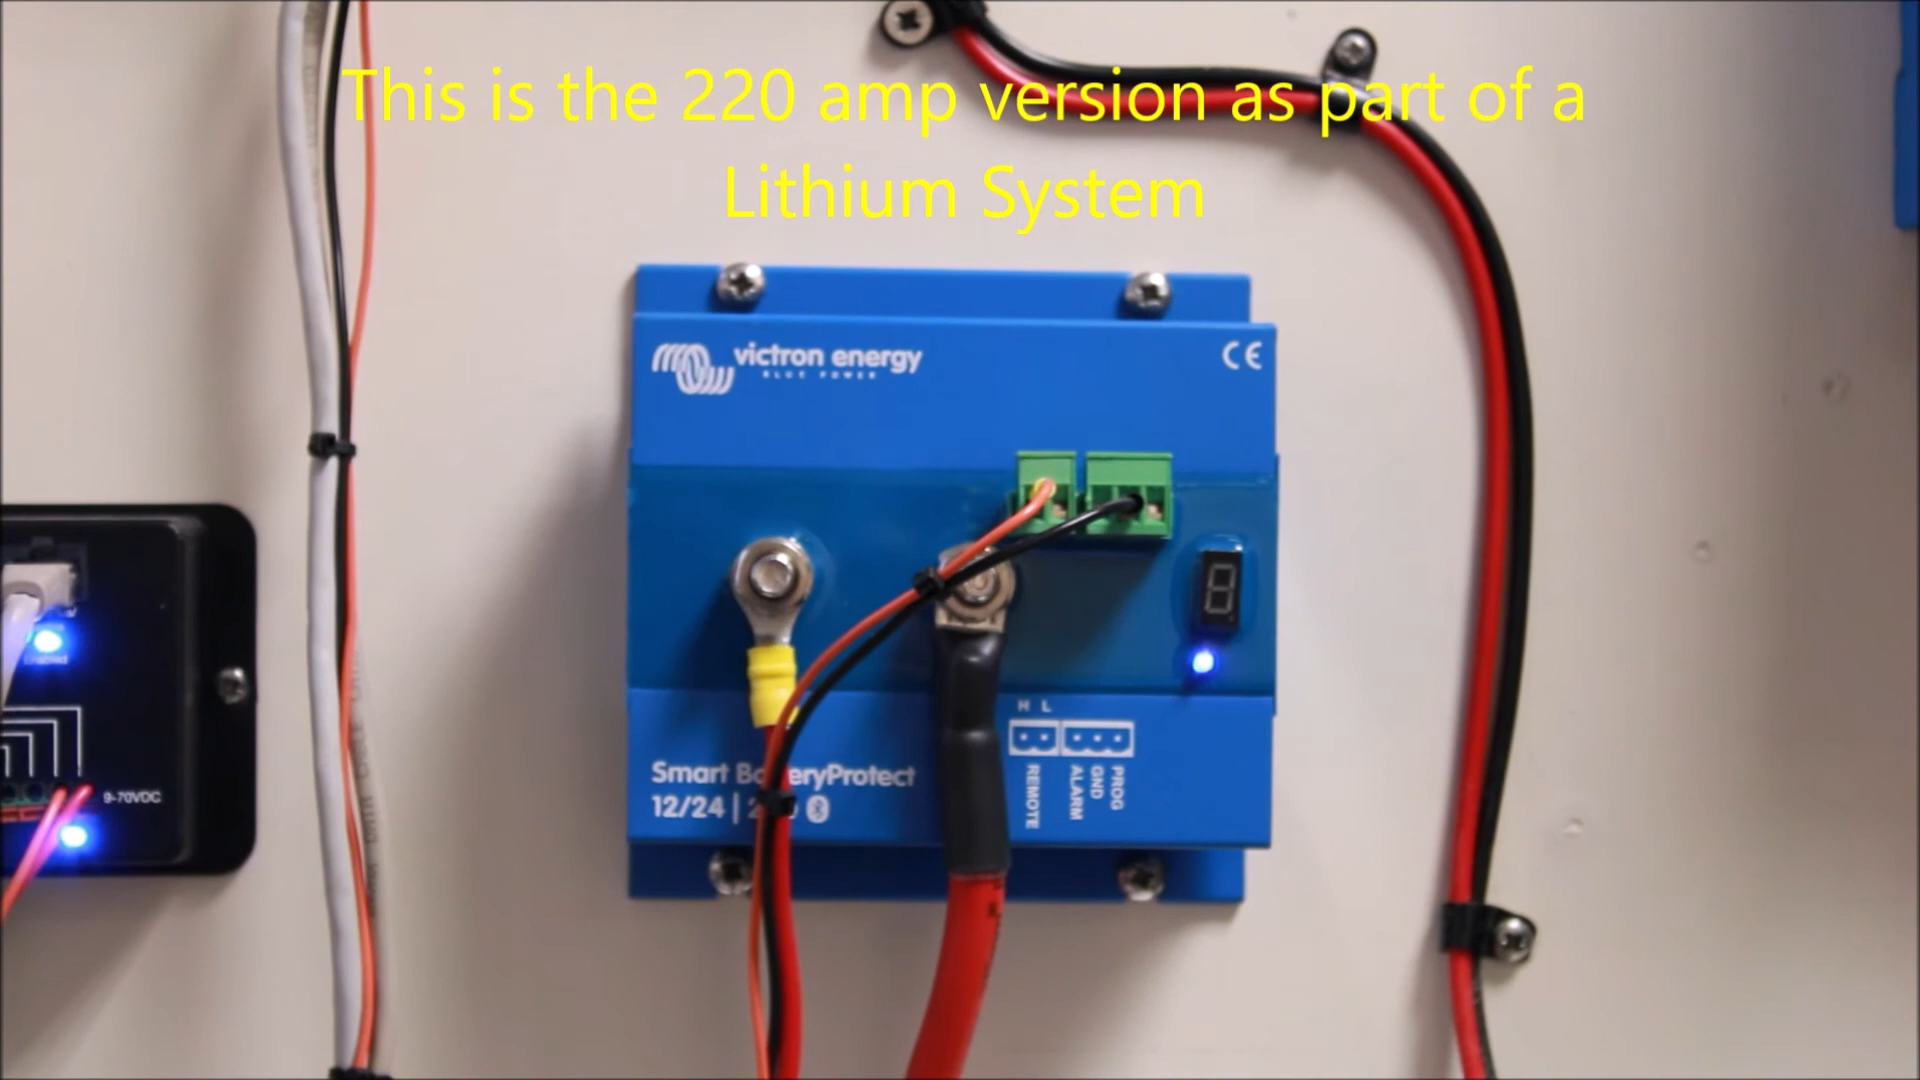 This is the 220 amp version as part of a
Lithium System
victron energy
BLUE POWER
CE
H L
REMOTE
ALARM
GND
PROG
Smart
12/24 |
9-70VDC